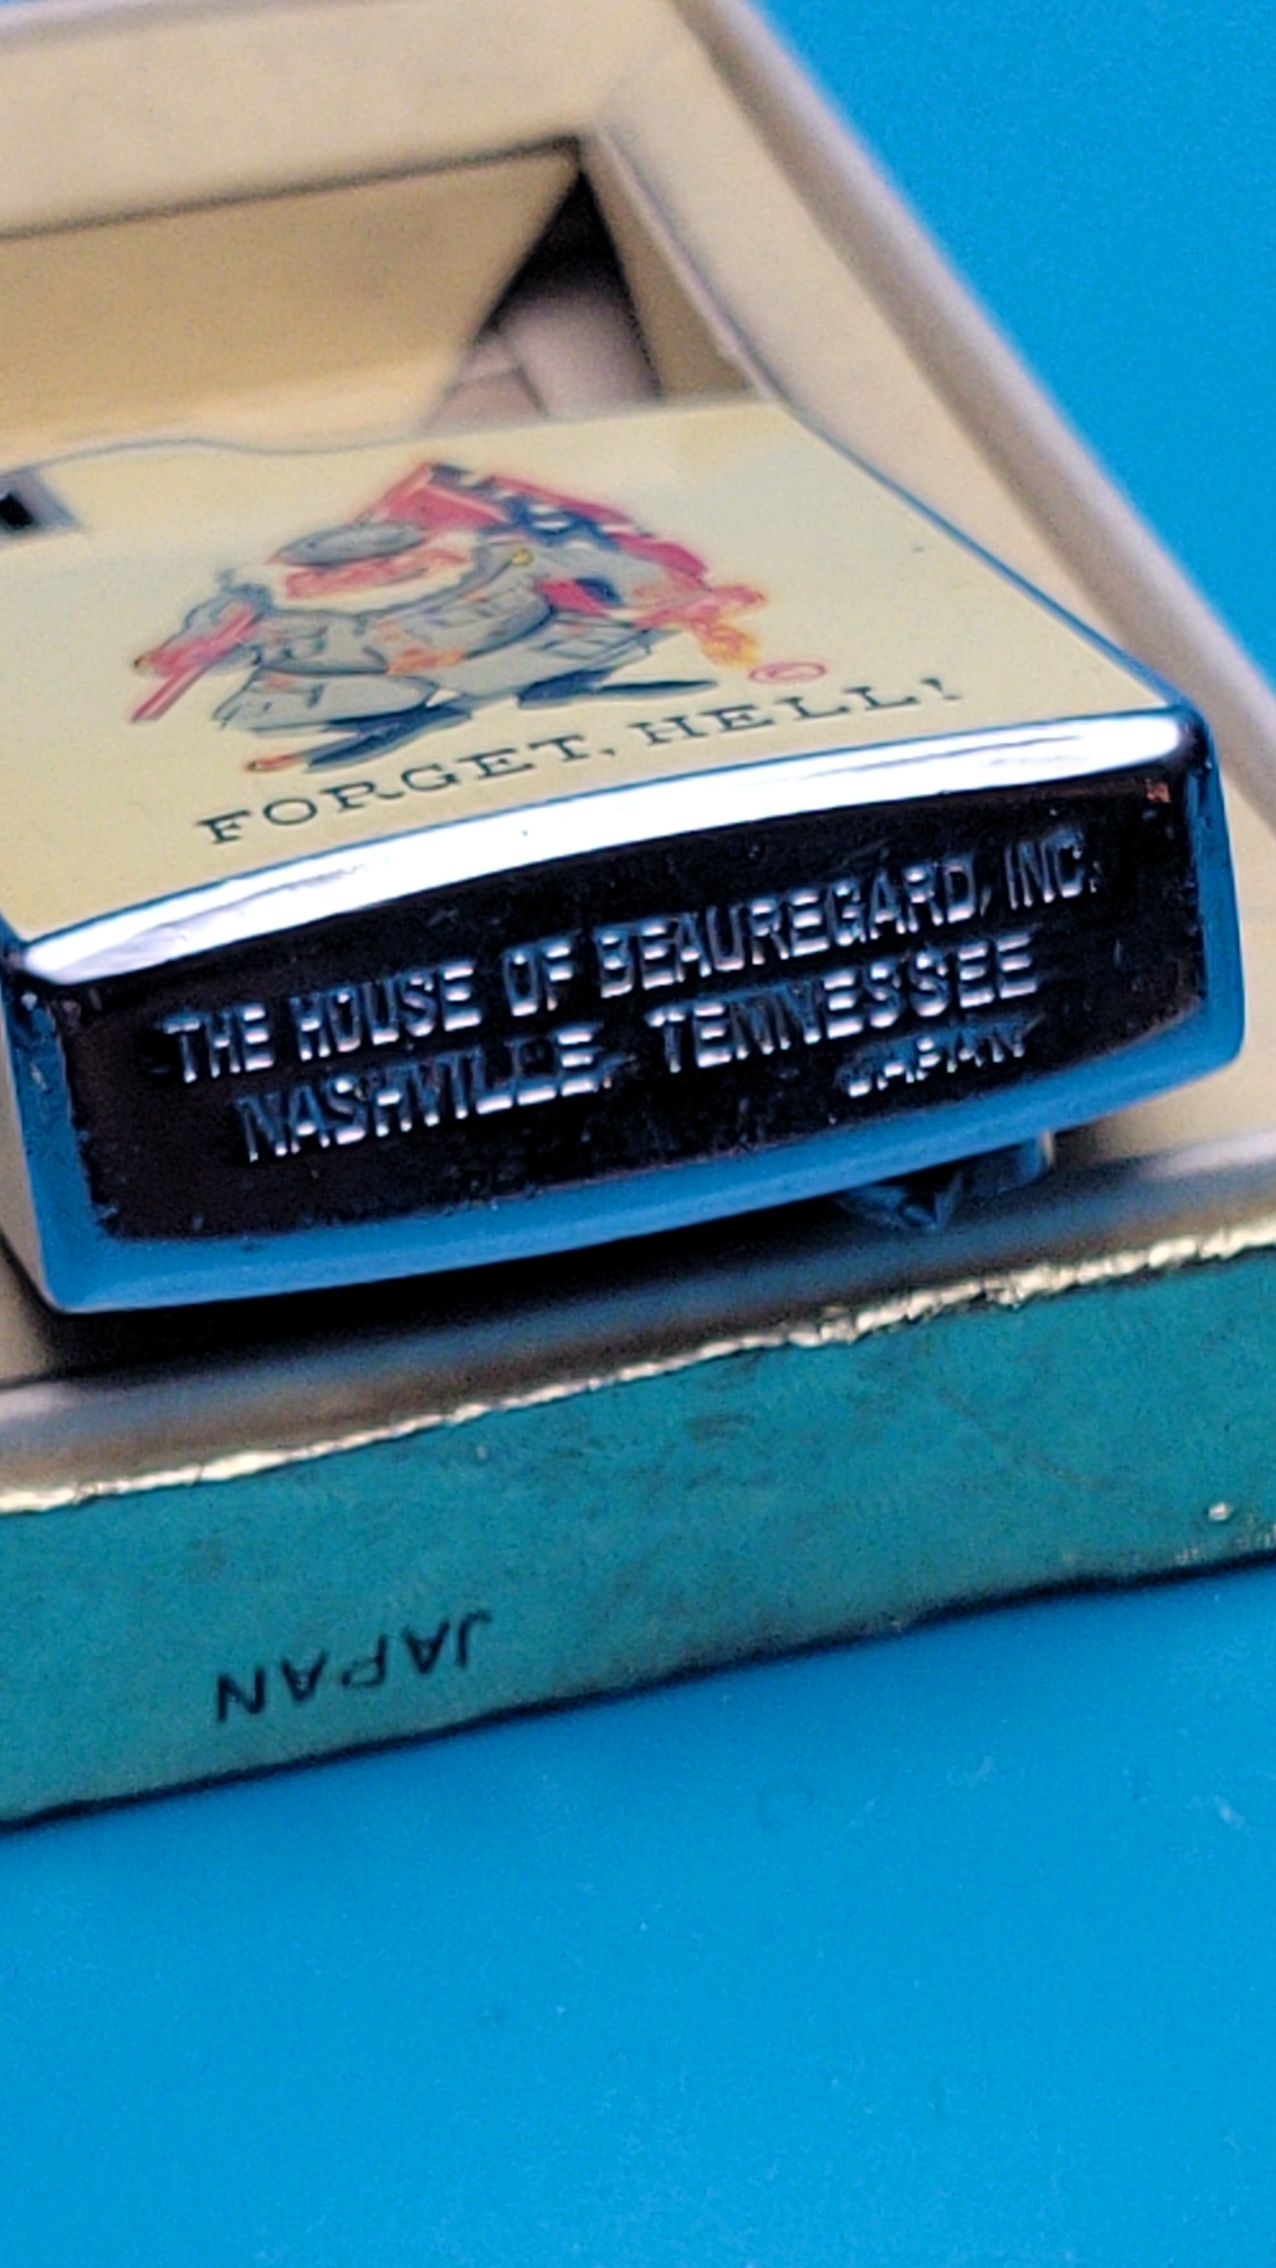 FORGET, HELL!
THE HOUSE OF BEAUREGARD, INC.
NASHVILLE, TENNESSEE
JAPAN
JAPAN